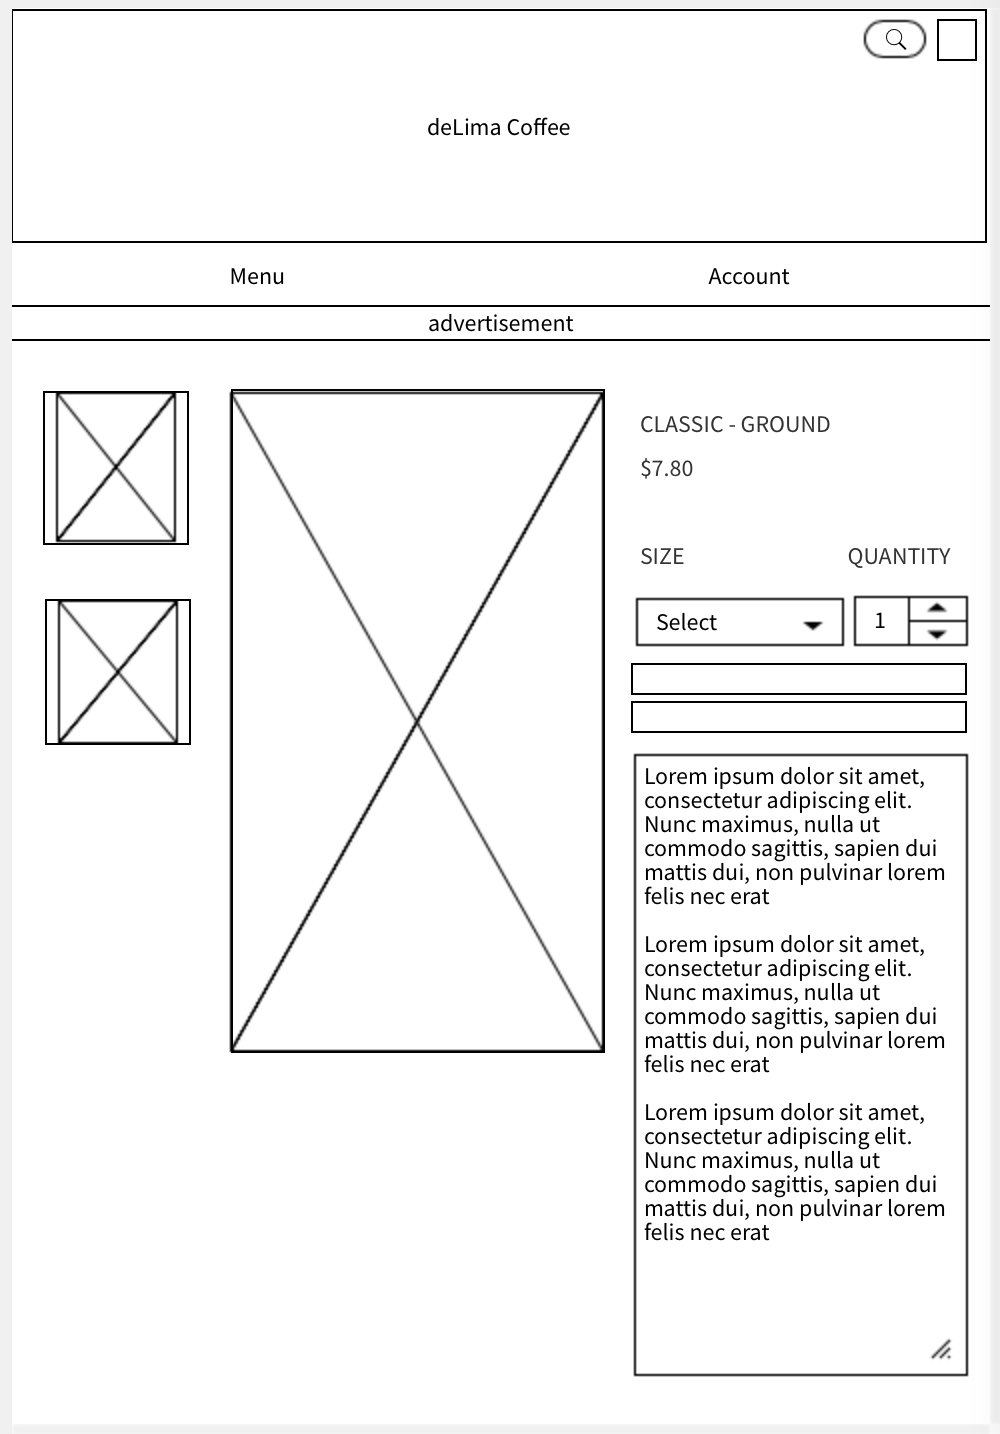 deLima Coffee
Menu Account
advertisement
CLASSIC - GROUND
$7.80
SIZE QUANTITY
Select 1
Lorem ipsum dolor sit amet,
consectetur adipiscing elit.
Nunc maximus, nulla ut
commodo sagittis, sapien dui
mattis dui, non pulvinar lorem
felis nec erat
Lorem ipsum dolor sit amet,
consectetur adipiscing elit.
Nunc maximus, nulla ut
commodo sagittis, sapien dui
mattis dui, non pulvinar lorem
felis nec erat
Lorem ipsum dolor sit amet,
consectetur adipiscing elit.
Nunc maximus, nulla ut
commodo sagittis, sapien dui
mattis dui, non pulvinar lorem
felis nec erat